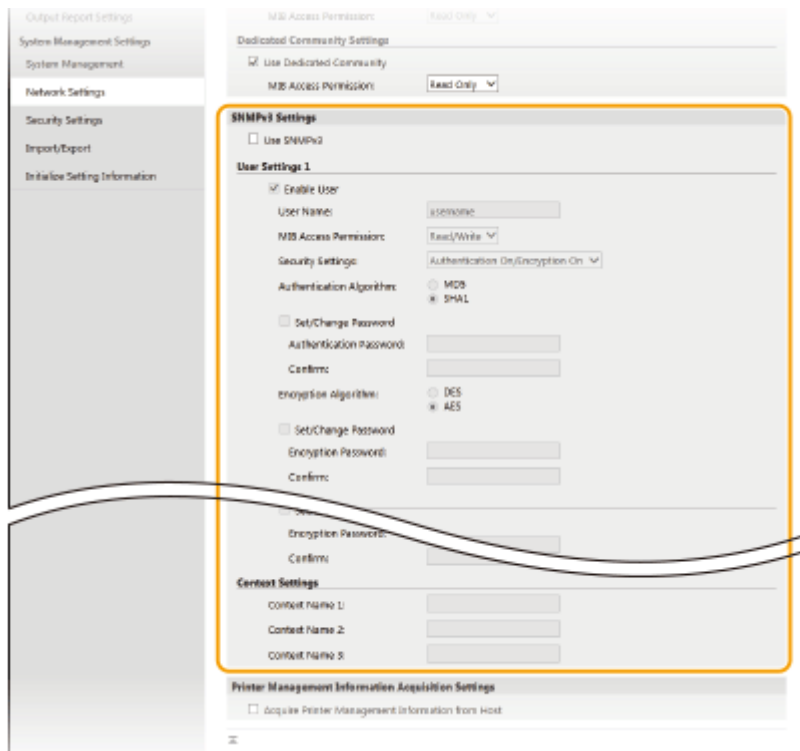 Output Report Settings
System Management Settings
System Management
Network Settings
Security Settings
Import/Export
Initialize Setting Information
MIB Access Permission: Read Only
Dedicated Community Settings
Use Dedicated Community
MIB Access Permission: Read Only
SNMPv3 Settings
Use SNMPv3
User Settings 1
Enable User
User Name: username
MIB Access Permission: Read/Write
Security Settings: Authentication On/Encryption On
Authentication Algorithm: MD5
SHA1
Set/Change Password
Authentication Password:
Confirm:
Encryption Algorithm: DES
AES
Set/Change Password
Encryption Password:
Confirm:
Encryption Password:
Confirm:
Context Settings
Context Name 1:
Context Name 2:
Context Name 3:
Printer Management Information Acquisition Settings
Acquire Printer Management Information from Host